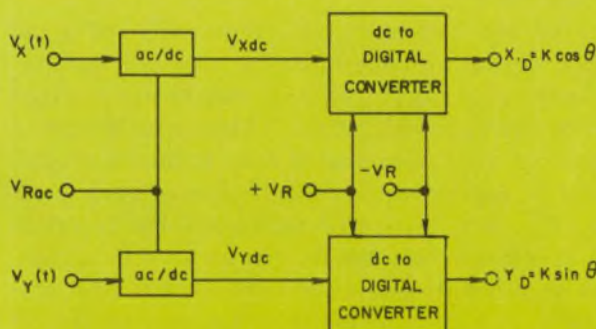 V_X(t)
ac/dc
V_Xdc
dc to
DIGITAL
CONVERTER
X_D = K cos θ
V_Rac
+ V_R
-V_R
V_Y(t)
ac/dc
V_Ydc
dc to
DIGITAL
CONVERTER
Y_D = K sin θ